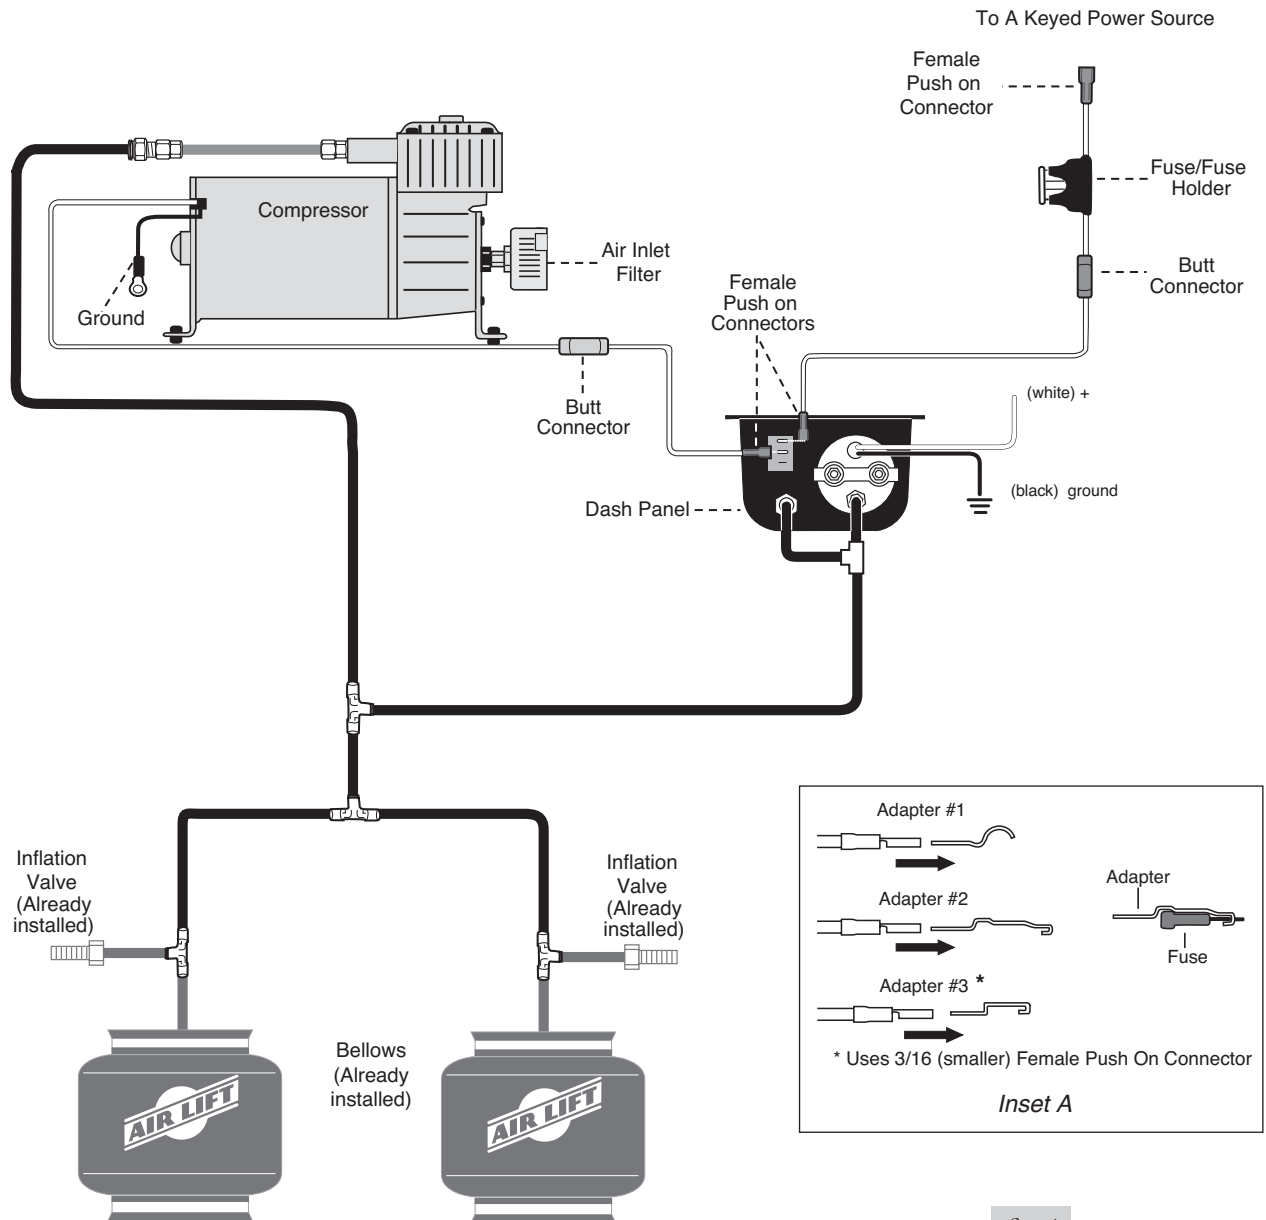 To A Keyed Power Source
Female
Push on
Connector
Fuse/Fuse
Holder
Compressor
Air Inlet
Filter
Butt
Connector
Female
Push on
Connectors
Ground
(white) +
Butt
Connector
(black) ground
Dash Panel
Adapter #1
Adapter #2
Adapter #3 *
Adapter
Fuse
* Uses 3/16 (smaller) Female Push On Connector
Inset A
Inflation
Valve
(Already
installed)
Inflation
Valve
(Already
installed)
Bellows
(Already
installed)
AIR LIFT
AIR LIFT